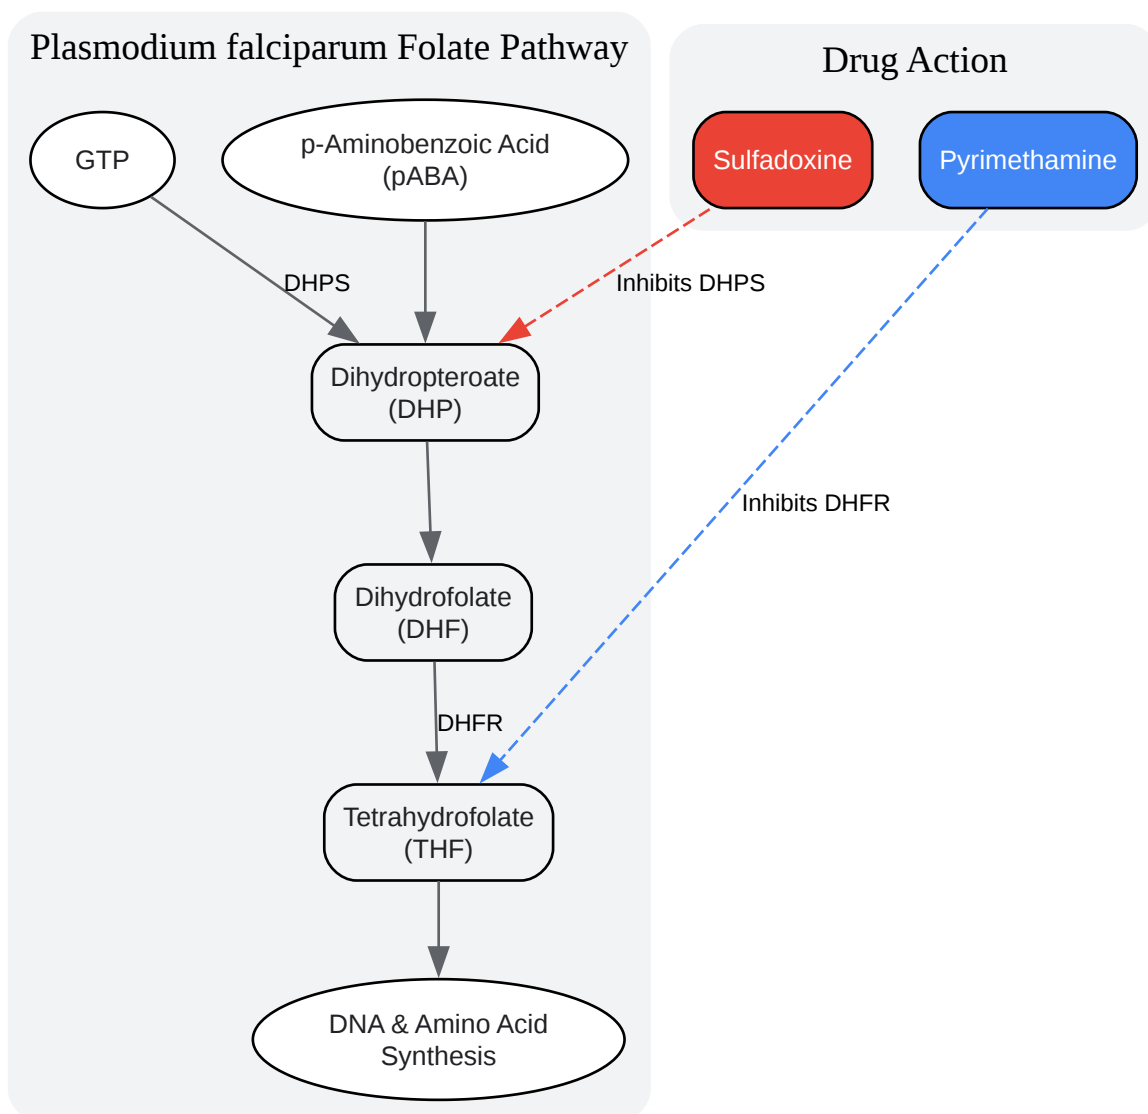 Plasmodium falciparum Folate Pathway
Drug Action
GTP
p-Aminobenzoic Acid
(pABA)
Sulfadoxine
Pyrimethamine
DHPS
Inhibits DHPS
Dihydropteroate
(DHP)
Inhibits DHFR
Dihydrofolate
(DHF)
DHFR
Tetrahydrofolate
(THF)
DNA & Amino Acid
Synthesis